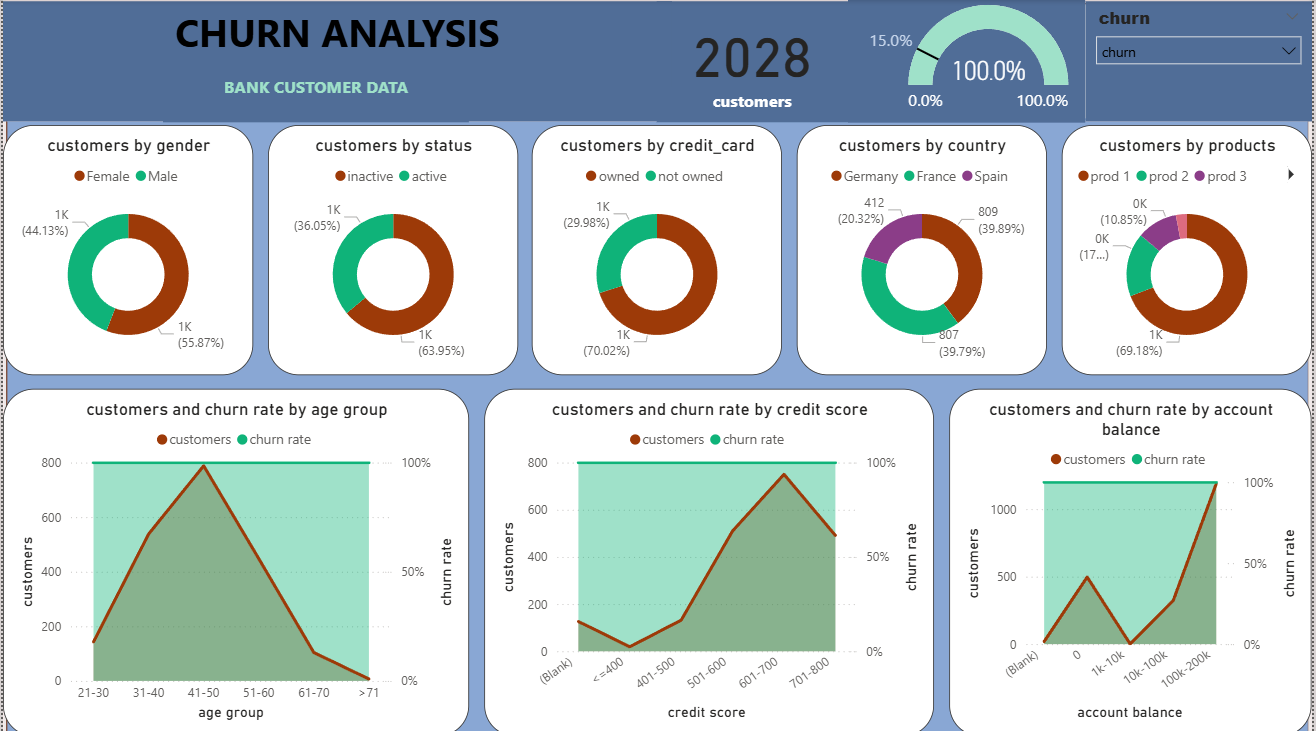 CHURN ANALYSIS
BANK CUSTOMER DATA
2028
customers
15.0%
100.0%
0.0%
100.0%
churn
churn
customers by gender
Female Male
1K
(44.13%)
1K
(55.87%)
customers by status
inactive active
1K
(36.05%)
1K
(63.95%)
customers by credit_card
owned not owned
1K
(29.98%)
1K
(70.02%)
customers by country
Germany France Spain
412
(20.32%)
809
(39.89%)
807
(39.79%)
customers by products
prod 1 prod 2 prod 3
0K
(10.85%)
0K
(17...)
1K
(69.18%)
customers and churn rate by age group
customers churn rate
800
600
400
200
0
customers
100%
50%
0%
churn rate
21-30 31-40 41-50 51-60 61-70 >71
age group
customers and churn rate by credit score
customers churn rate
800
600
400
200
0
customers
100%
50%
0%
churn rate
(Blank) <=400 401-500 501-600 601-700 701-800
credit score
customers and churn rate by account
balance
customers churn rate
1000
500
0
customers
100%
50%
0%
churn rate
(Blank) 0 1k-10k 10k-100k 100k-200k
account balance